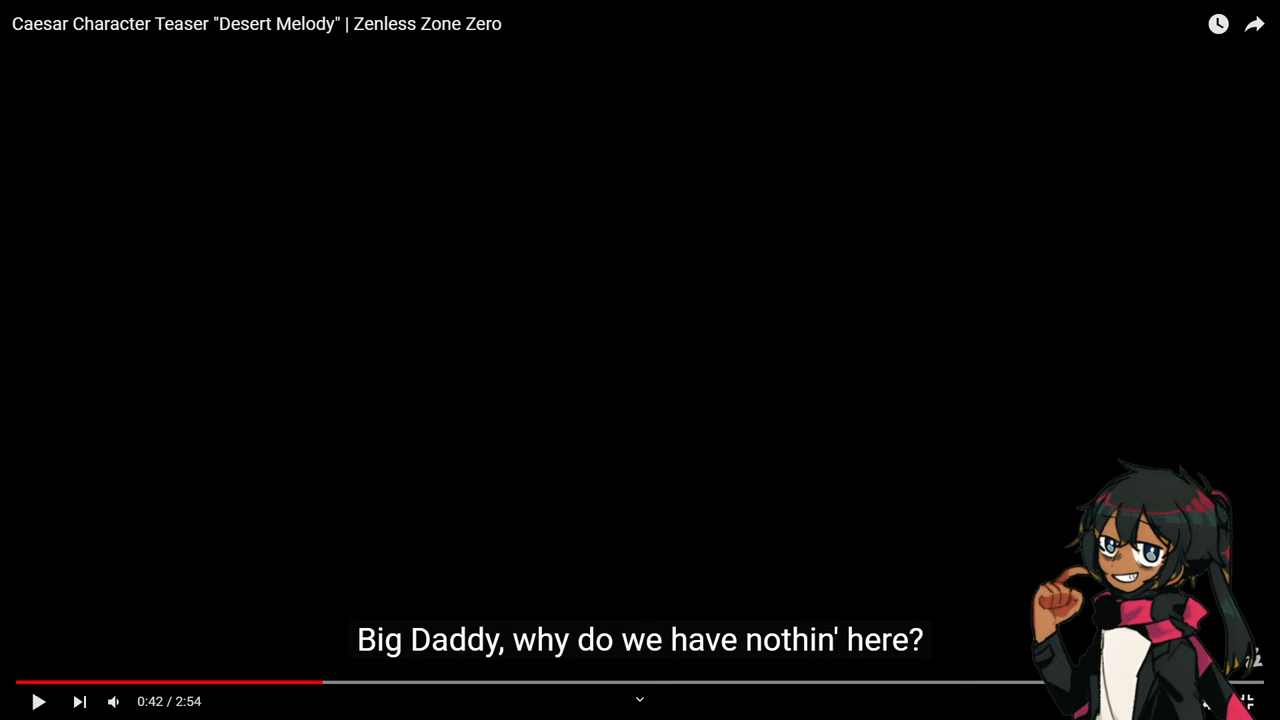 Caesar Character Teaser "Desert Melody" | Zenless Zone Zero
Big Daddy, why do we have nothin' here?
0:42 / 2:54